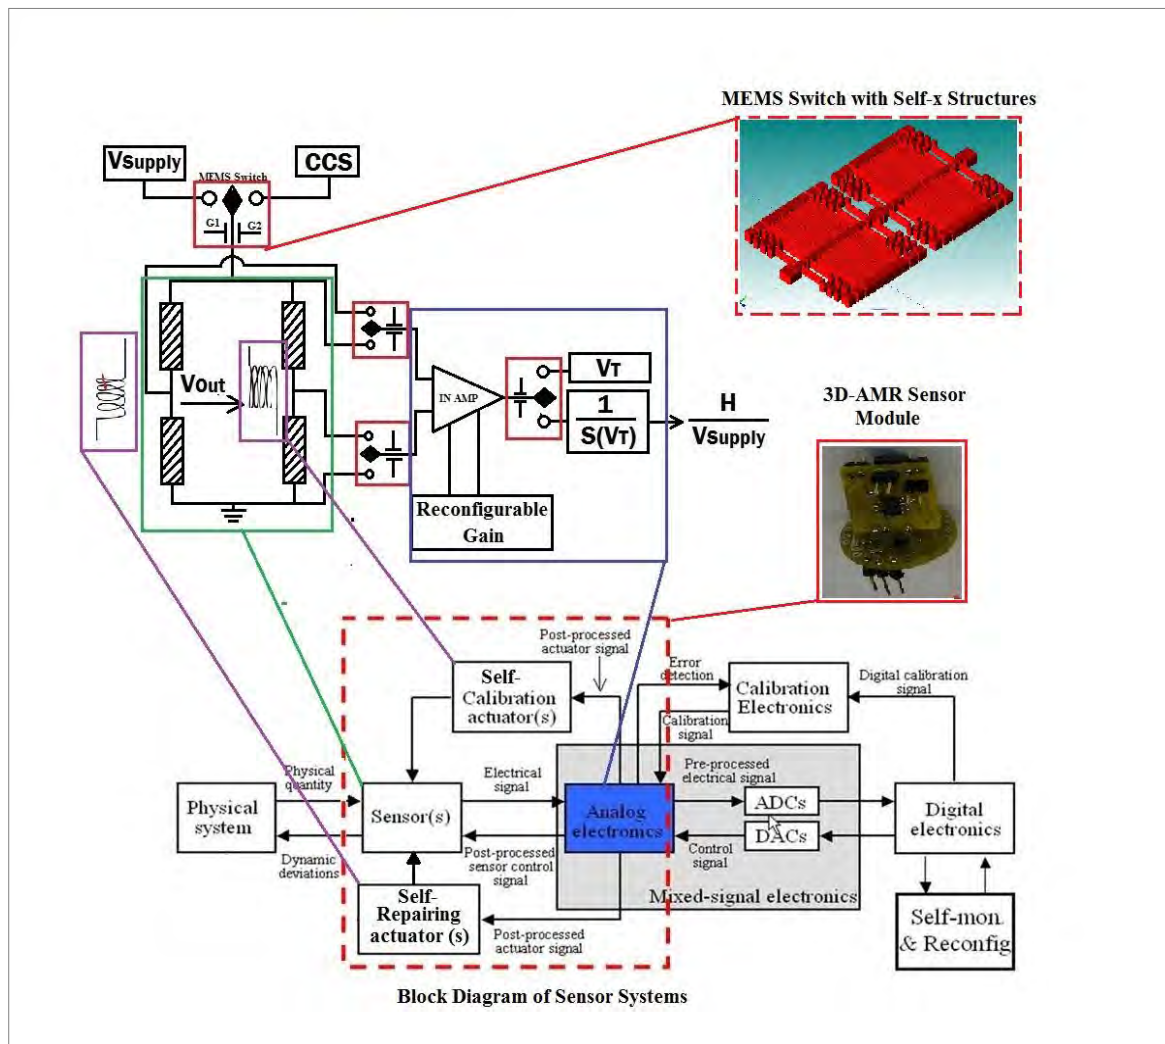 MEMS Switch with Self-x Structures
Vsupply
CCS
MEMS Switch
G1
G2
Vout
IN AMP
VT
1
S(VT)
H
Vsupply
Reconfigurable
Gain
3D-AMR Sensor
Module
Post-processed
actuator signal
Self-
Calibration
actuator(s)
Error
detection
Calibration
Electronics
Digital calibration
signal
Calibration
signal
Physical
quantity
Electrical
signal
Pre-processed
electrical signal
Physical
system
Sensor(s)
Analog
electronics
ADCs
DACs
Digital
electronics
Dynamic
deviations
Post-processed
sensor control
signal
Control
signal
Mixed-signal electronics
Self-
Repairing
actuator (s)
Post-processed
actuator signal
Self-mon.
& Reconfig
Block Diagram of Sensor Systems